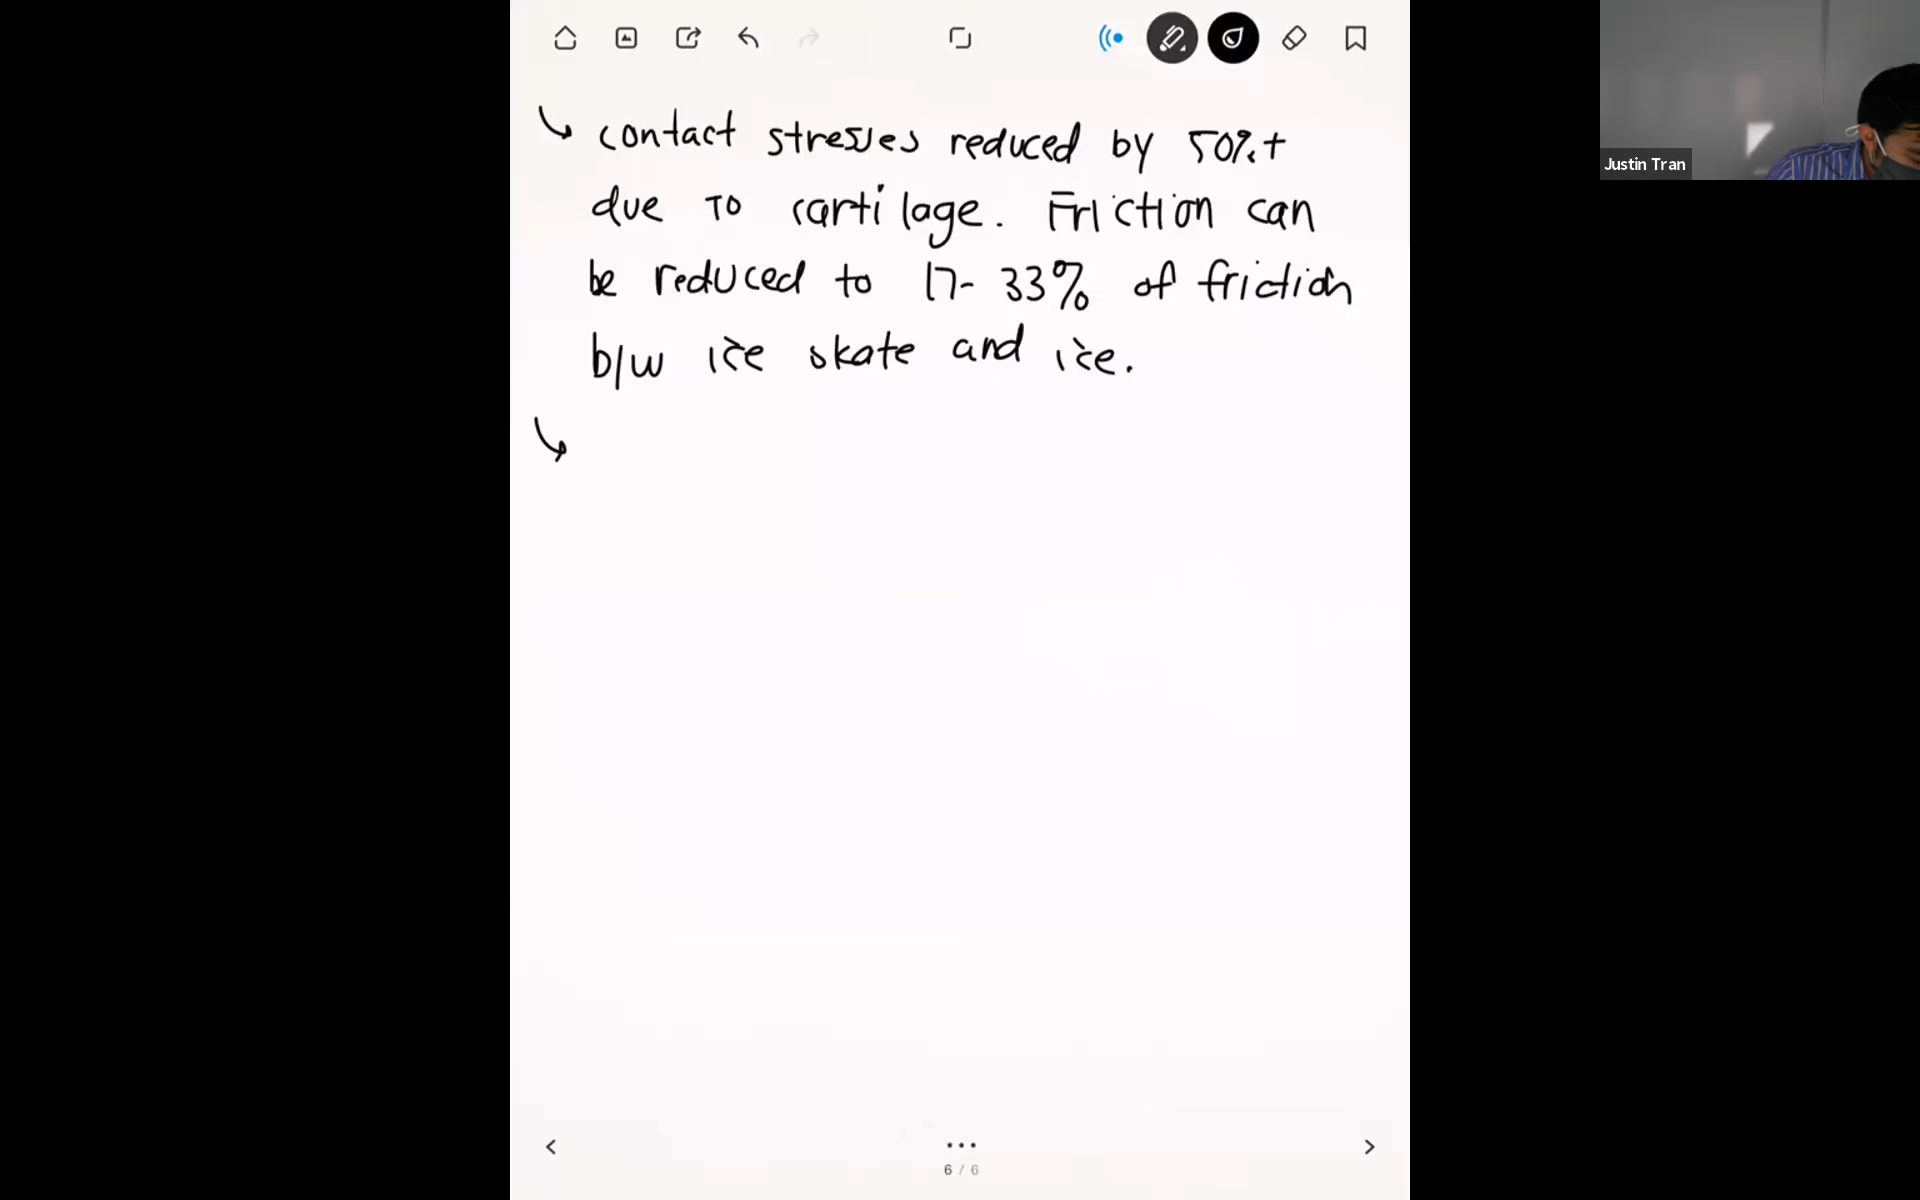 ↳ contact stresses reduced by 50%+
due to cartilage. Friction can
be reduced to 17-33% of friction
b/w ice skate and ice.
↳
Justin Tran
6 / 6